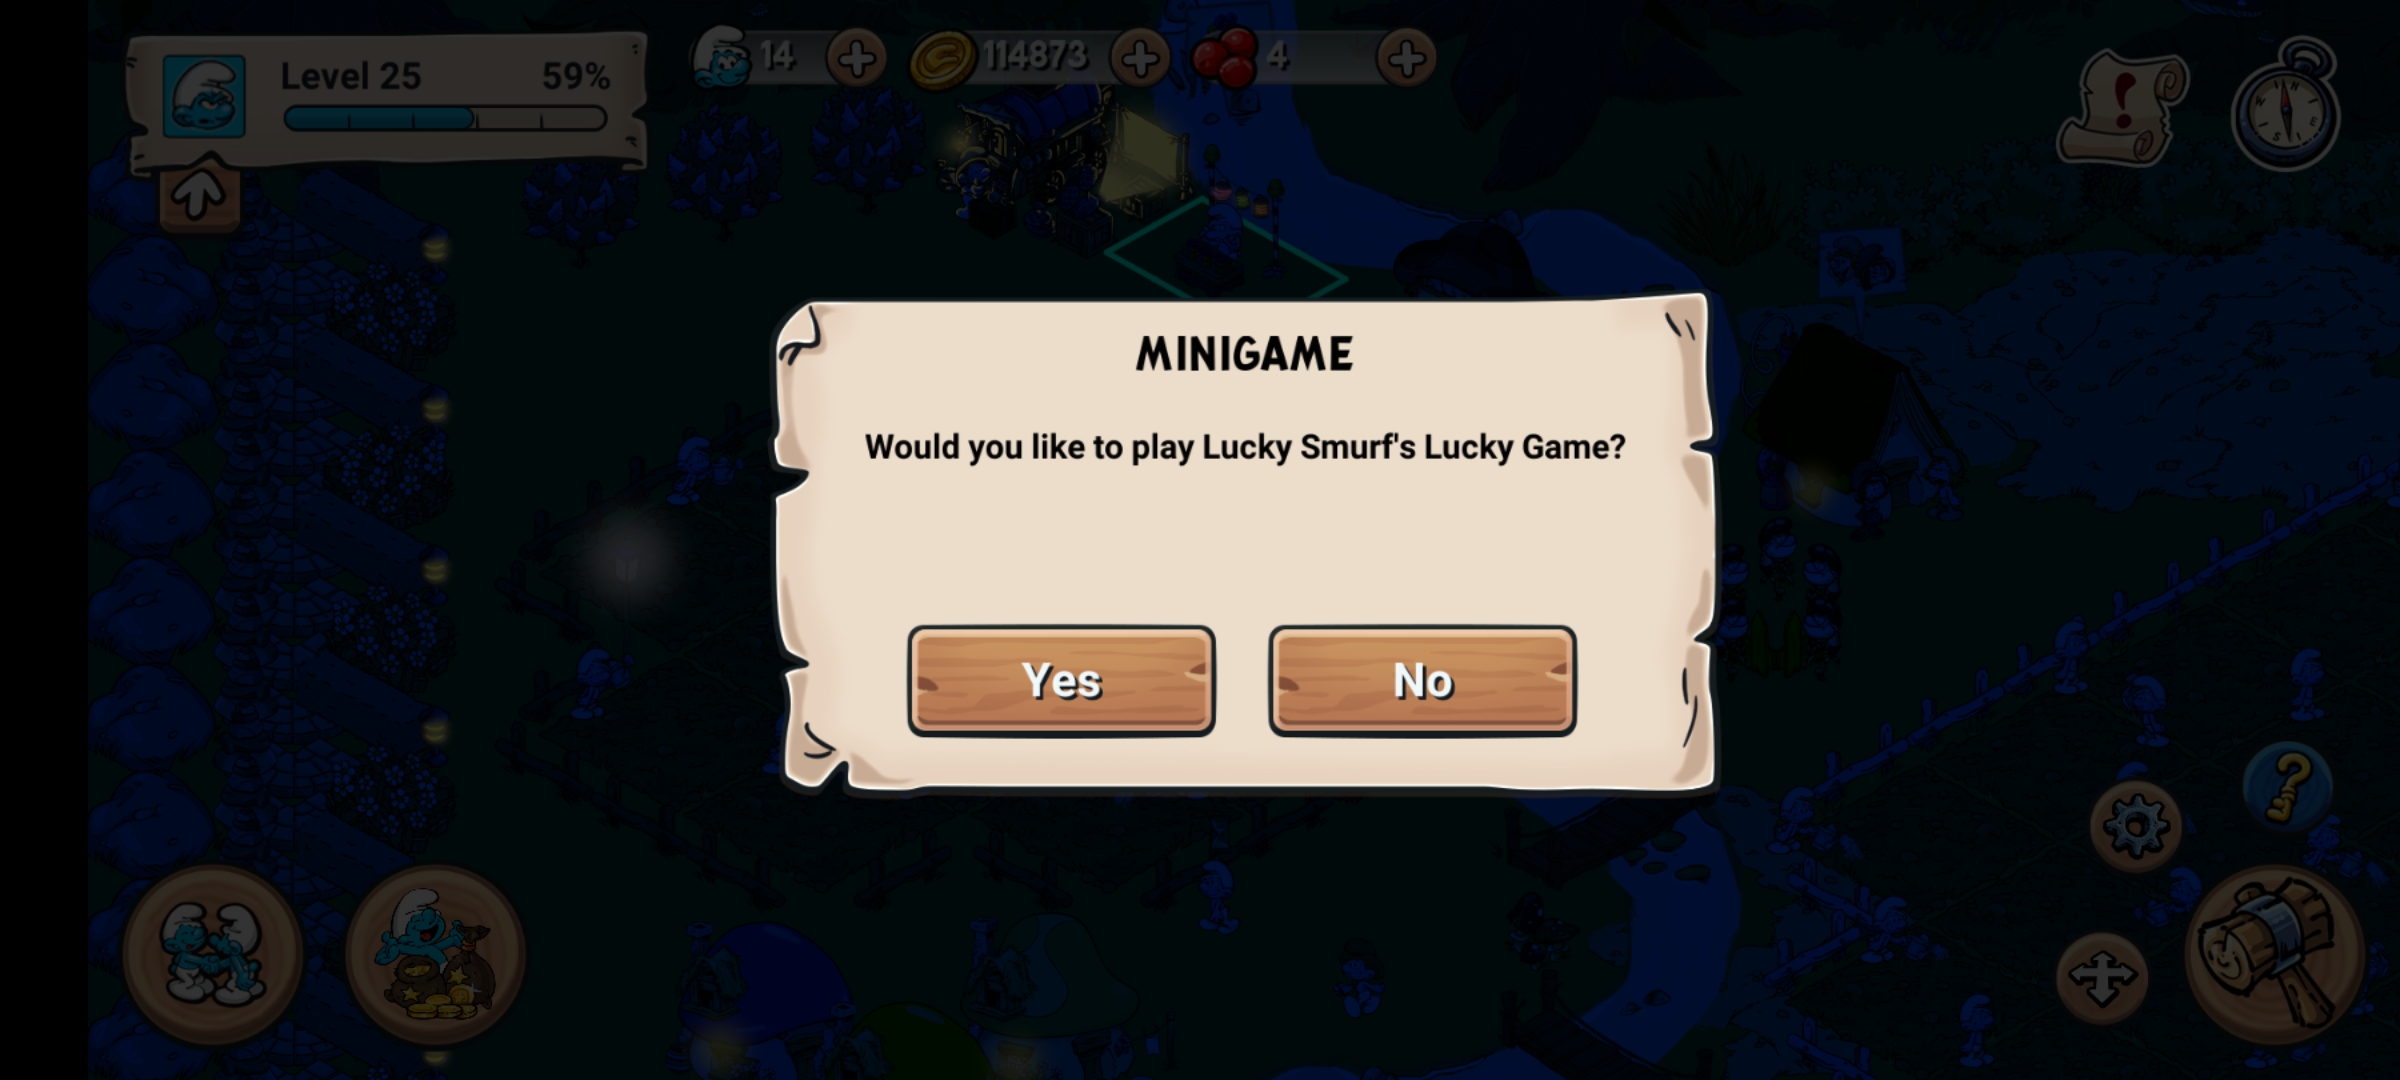 Level 25 59%
14
114873
4
MINIGAME
Would you like to play Lucky Smurf's Lucky Game?
Yes
No